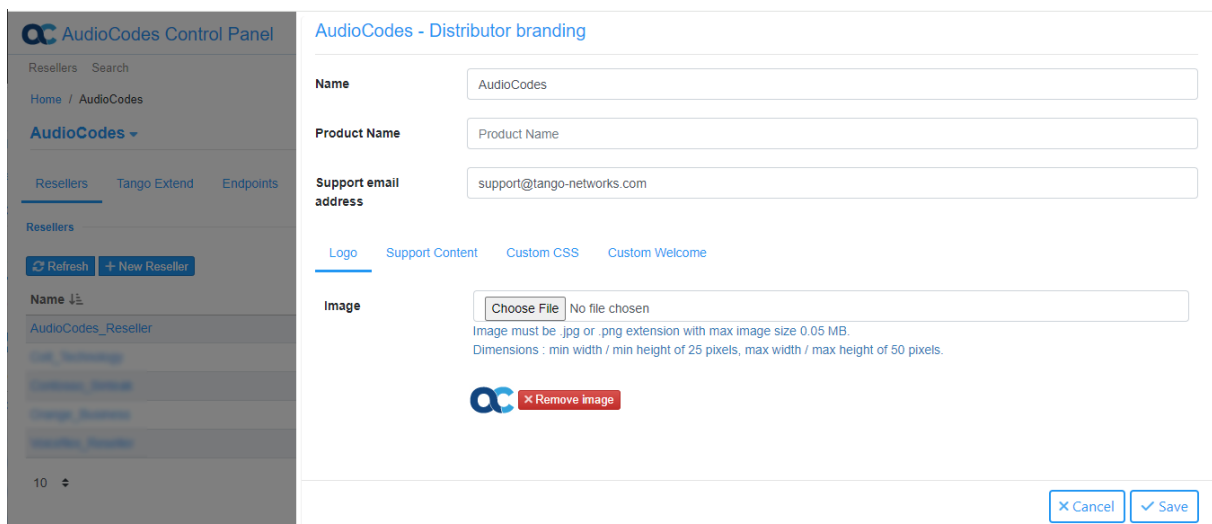 AudioCodes Control Panel
Resellers Search
Home / AudioCodes
AudioCodes
Resellers Tango Extend Endpoints
Resellers
Refresh + New Reseller
Name
AudioCodes_Reseller
10
AudioCodes - Distributor branding
Name AudioCodes
Product Name Product Name
Support email
address
support@tango-networks.com
Logo Support Content Custom CSS Custom Welcome
Image Choose File No file chosen
Image must be .jpg or .png extension with max image size 0.05 MB.
Dimensions : min width / min height of 25 pixels, max width / max height of 50 pixels.
Remove image
Cancel Save